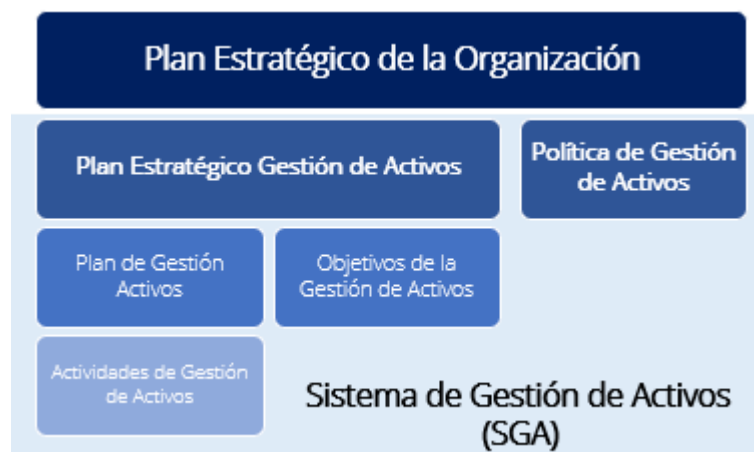 Plan Estratégico de la Organización
Plan Estratégico Gestión de Activos
Política de Gestión
de Activos
Plan de Gestión
Activos
Objetivos de la
Gestión de Activos
Actividades de Gestión
de Activos
Sistema de Gestión de Activos
(SGA)